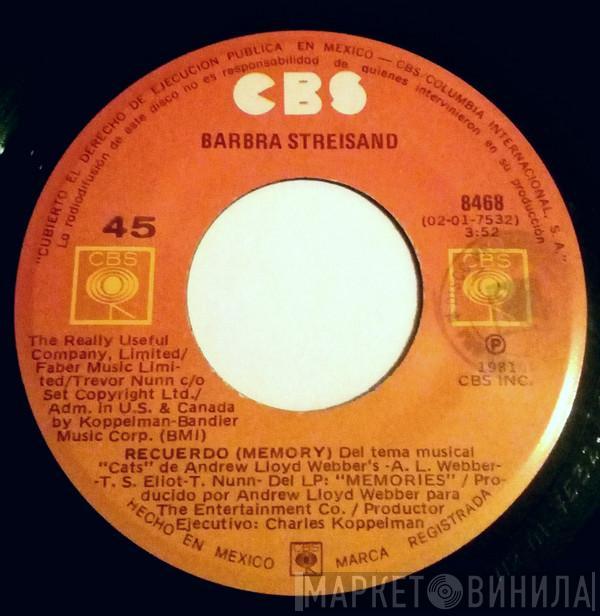 "CUBIERTO EL DERECHO DE EJECUCION PUBLICA EN MEXICO — CBS/COLUMBIA INTERNACIONAL, S. A."
La radiodifusión de este disco no es responsabilidad de quienes intervinieron en su producción
CBS
BARBRA STREISAND
45
8468
(02-01-7532)
3:52
CBS
CBS
The Really Useful
Company, Limited/
Faber Music Limi-
ted/Trevor Nunn c/o
Set Copyright Ltd./
Adm. in U.S. & Canada
by Koppelman-Bandier
Music Corp. (BMI)
℗
1981
CBS INC.
RECUERDO (MEMORY) Del tema musical
"Cats" de Andrew Lloyd Webber's -A. L. Webber-
-T. S. Eliot-T. Nunn- Del LP: "MEMORIES" / Pro-
ducido por Andrew Lloyd Webber para
The Entertainment Co. / Productor
Ejecutivo: Charles Koppelman
HECHO EN MEXICO
CBS
MARCA REGISTRADA
МАРКЕТ ВИНИЛА